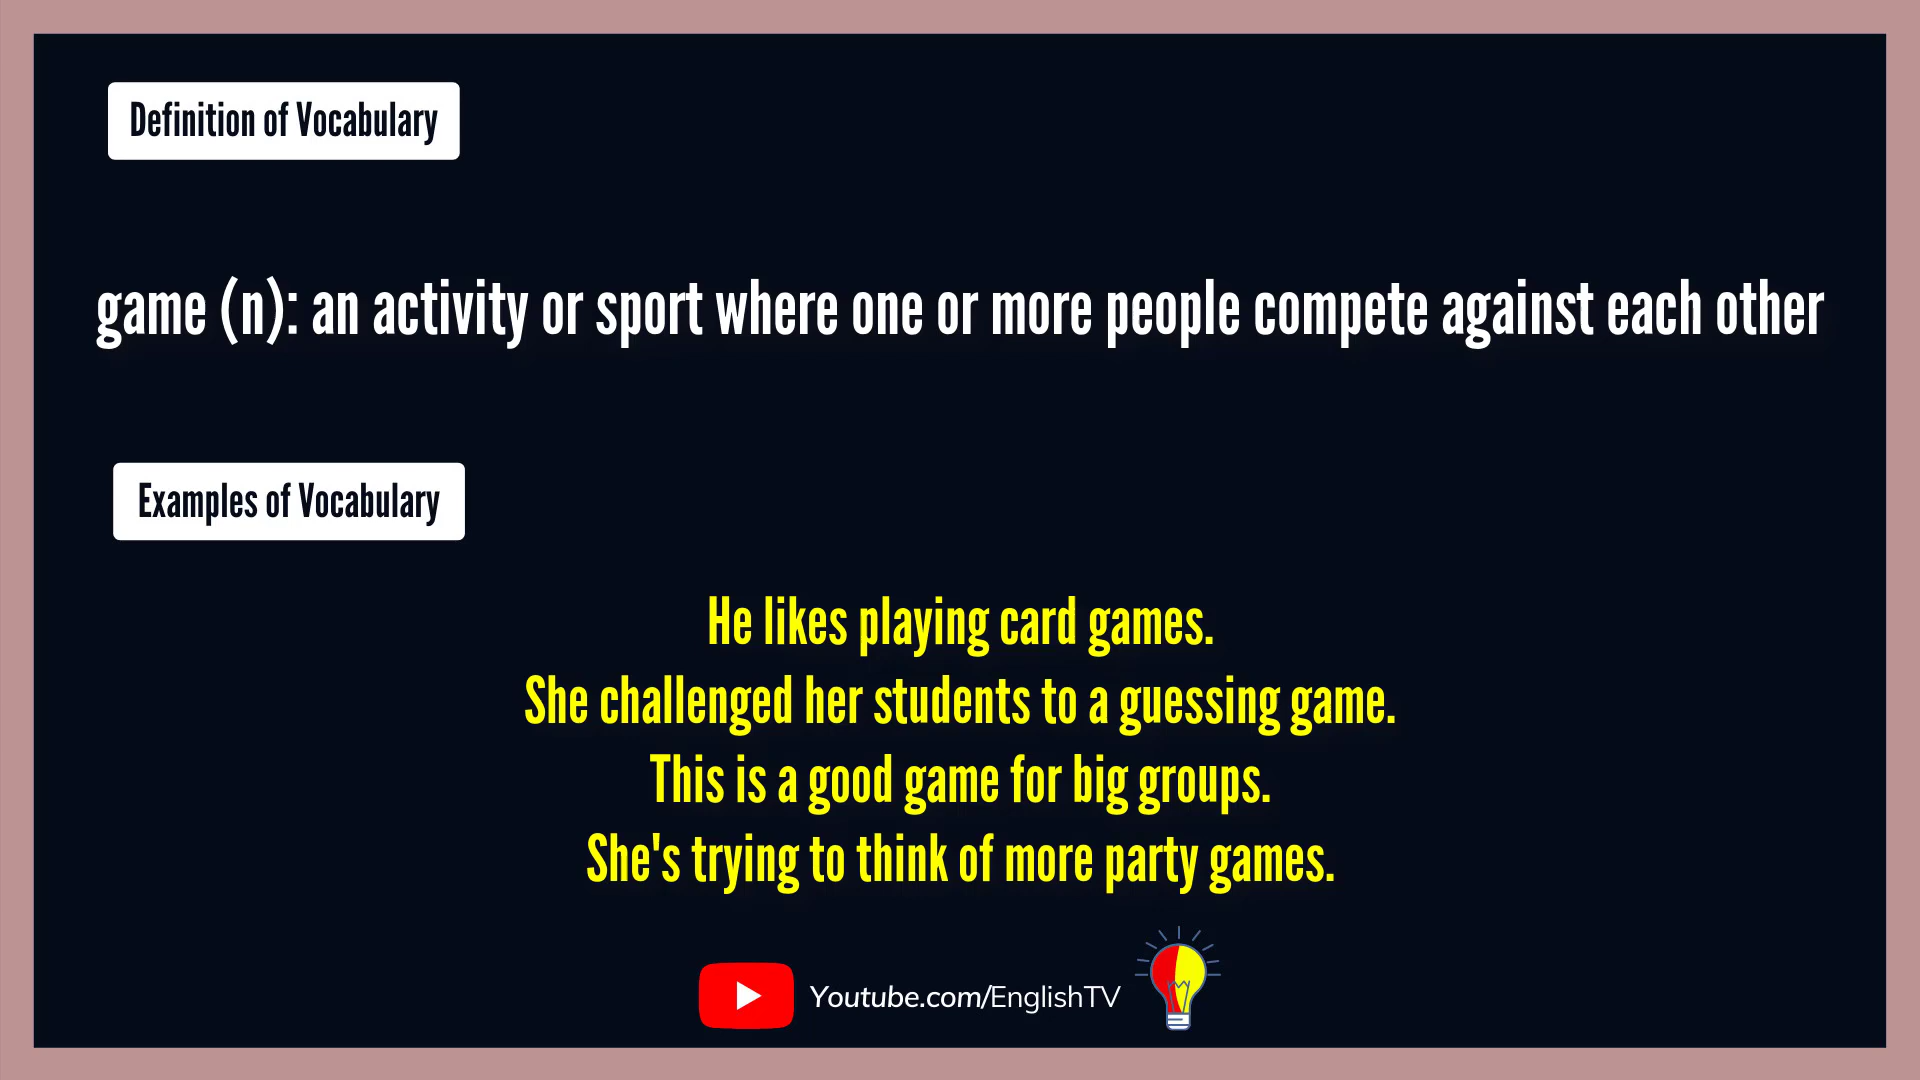 Definition of Vocabulary
game (n): an activity or sport where one or more people compete against each other
Examples of Vocabulary
He likes playing card games.
She challenged her students to a guessing game.
This is a good game for big groups.
She's trying to think of more party games.
Youtube.com/EnglishTV